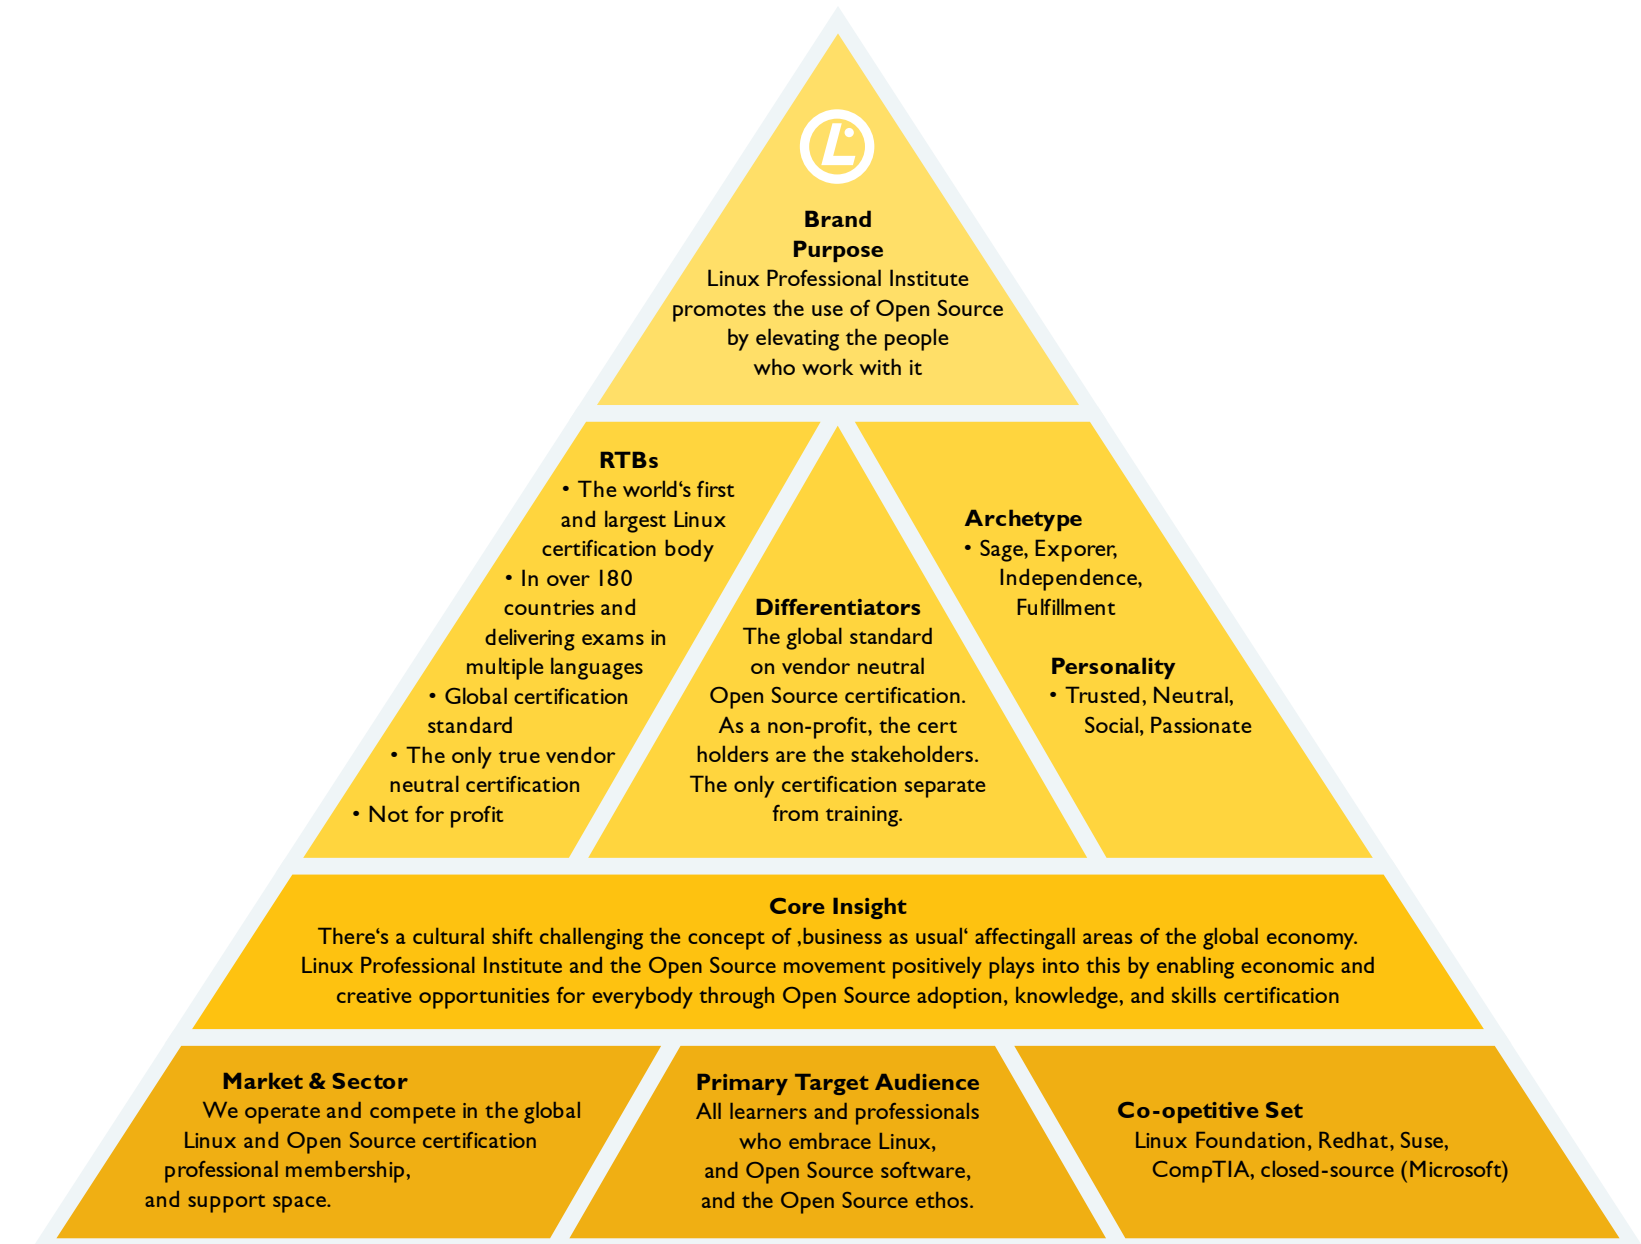 L
Brand
Purpose
Linux Professional Institute
promotes the use of Open Source
by elevating the people
who work with it
RTBs
• The world‘s first
and largest Linux
certification body
• In over 180
countries and
delivering exams in
multiple languages
• Global certification
standard
• The only true vendor
neutral certification
• Not for profit
Differentiators
The global standard
on vendor neutral
Open Source certification.
As a non-profit, the cert
holders are the stakeholders.
The only certification separate
from training.
Archetype
• Sage, Exporer,
Independence,
Fulfillment
Personality
• Trusted, Neutral,
Social, Passionate
Core Insight
There‘s a cultural shift challenging the concept of ‚business as usual‘ affectingall areas of the global economy.
Linux Professional Institute and the Open Source movement positively plays into this by enabling economic and
creative opportunities for everybody through Open Source adoption, knowledge, and skills certification
Market & Sector
We operate and compete in the global
Linux and Open Source certification
professional membership,
and support space.
Primary Target Audience
All learners and professionals
who embrace Linux,
and Open Source software,
and the Open Source ethos.
Co-opetitive Set
Linux Foundation, Redhat, Suse,
CompTIA, closed-source (Microsoft)